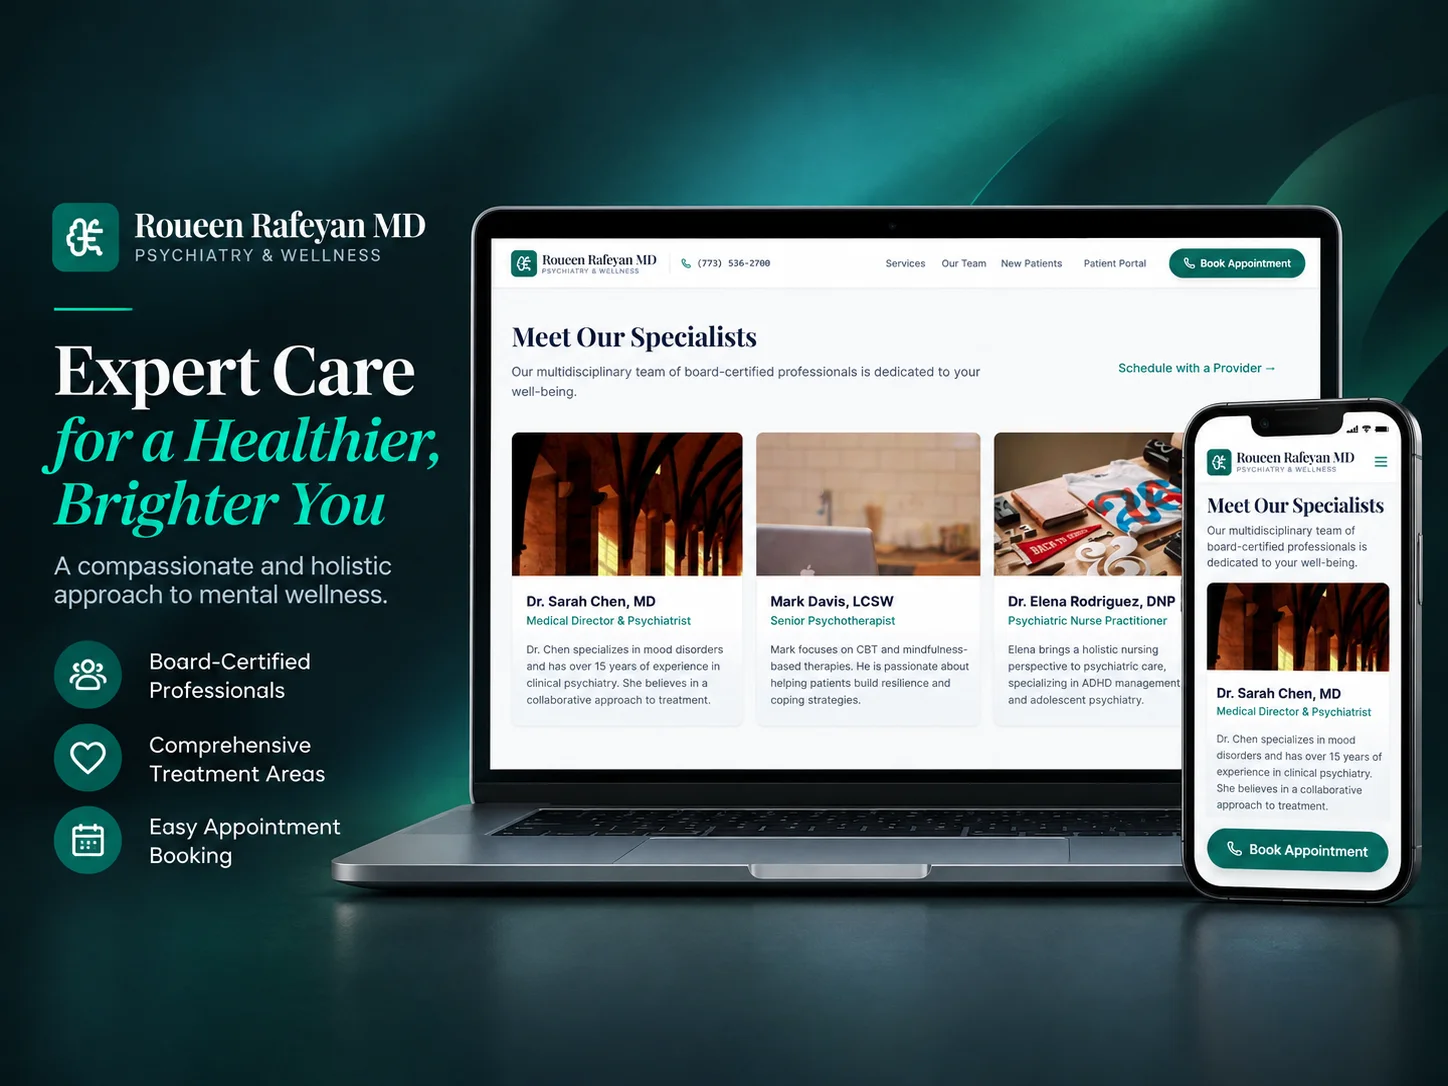 Roueen Rafeyan MD
PSYCHIATRY & WELLNESS
Expert Care
for a Healthier,
Brighter You
A compassionate and holistic
approach to mental wellness.
Board-Certified
Professionals
Comprehensive
Treatment Areas
Easy Appointment
Booking
Roueen Rafeyan MD
PSYCHIATRY & WELLNESS
(773) 536-2700
Services
Our Team
New Patients
Patient Portal
Book Appointment
Meet Our Specialists
Our multidisciplinary team of board-certified professionals is dedicated to your
well-being.
Schedule with a Provider →
Dr. Sarah Chen, MD
Medical Director & Psychiatrist
Dr. Chen specializes in mood disorders
and has over 15 years of experience in
clinical psychiatry. She believes in a
collaborative approach to treatment.
Mark Davis, LCSW
Senior Psychotherapist
Mark focuses on CBT and mindfulness-
based therapies. He is passionate about
helping patients build resilience and
coping strategies.
BACK TO
Dr. Elena Rodriguez, DNP
Psychiatric Nurse Practitioner
Elena brings a holistic nursing
perspective to psychiatric care,
specializing in ADHD management
and adolescent psychiatry.
Roueen Rafeyan MD
PSYCHIATRY & WELLNESS
Meet Our Specialists
Our multidisciplinary team of
board-certified professionals is
dedicated to your well-being.
Dr. Sarah Chen, MD
Medical Director & Psychiatrist
Dr. Chen specializes in mood
disorders and has over 15 years of
experience in clinical psychiatry.
She believes in a collaborative
approach to treatment.
Book Appointment